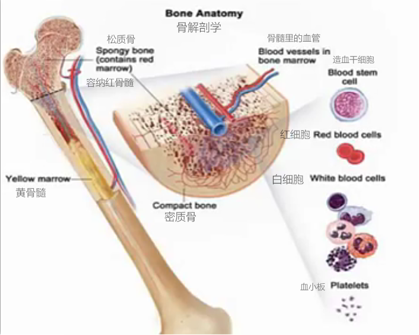 Bone Anatomy
骨解剖学
松质骨
Spongy bone
(contains red
marrow)
容纳红骨髓
骨髓里的血管
Blood vessels in
bone marrow
造血干细胞
Blood stem
cell
红细胞 Red blood cells
白细胞 White blood cells
Yellow marrow
黄骨髓
Compact bone
密质骨
血小板 Platelets